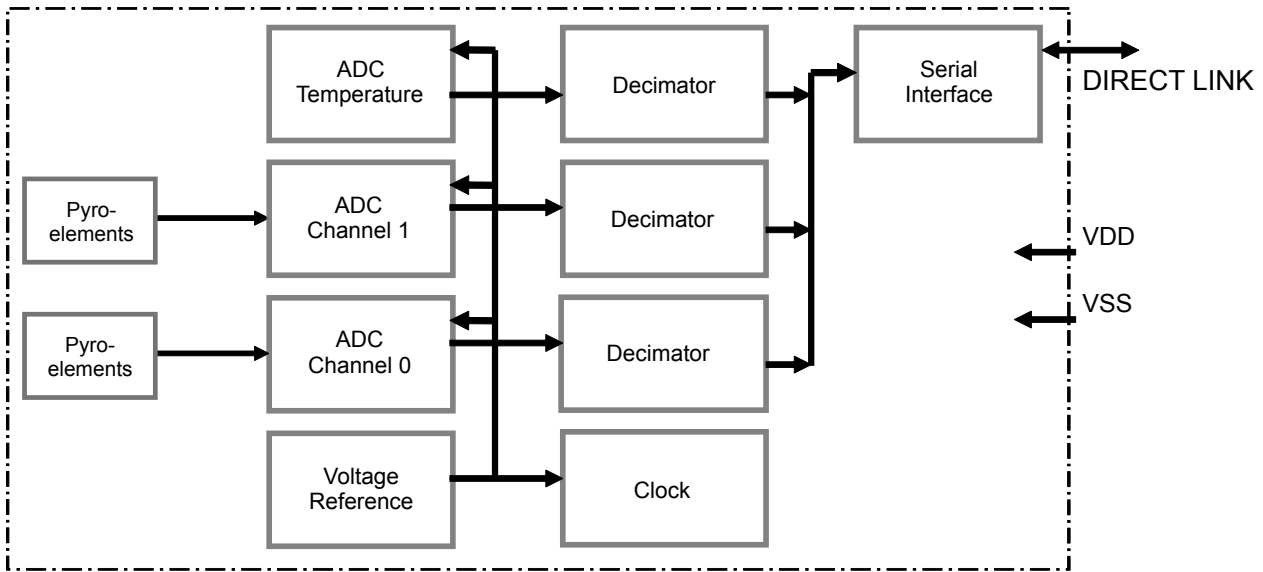 ADC
Temperature
Decimator
Serial
Interface
DIRECT LINK
Pyro-
elements
ADC
Channel 1
Decimator
VDD
VSS
Pyro-
elements
ADC
Channel 0
Decimator
Voltage
Reference
Clock